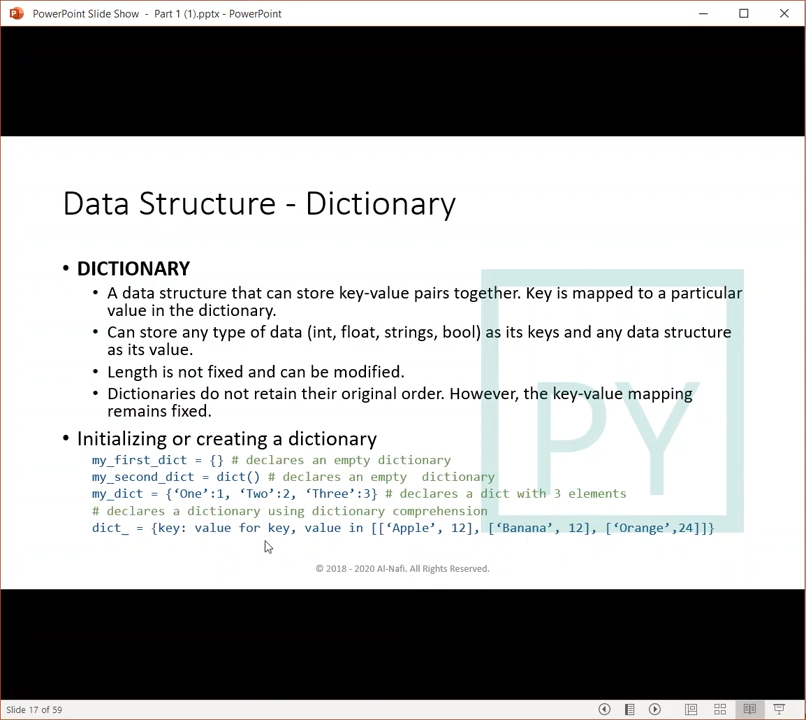 PowerPoint Slide Show - Part 1 (1).pptx - PowerPoint
Data Structure - Dictionary
• DICTIONARY
• A data structure that can store key-value pairs together. Key is mapped to a particular
value in the dictionary.
• Can store any type of data (int, float, strings, bool) as its keys and any data structure
as its value.
• Length is not fixed and can be modified.
• Dictionaries do not retain their original order. However, the key-value mapping
remains fixed.
• Initializing or creating a dictionary
my_first_dict = {} # declares an empty dictionary
my_second_dict = dict() # declares an empty  dictionary
my_dict = {‘One’:1, ‘Two’:2, ‘Three’:3} # declares a dict with 3 elements
# declares a dictionary using dictionary comprehension
dict_ = {key: value for key, value in [[‘Apple’, 12], [‘Banana’, 12], [‘Orange’,24]]}
PY
© 2018 - 2020 Al-Nafi. All Rights Reserved.
Slide 17 of 59